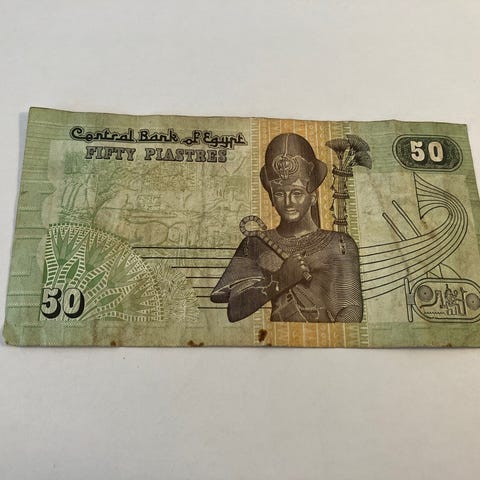 Central Bank of Egypt
FIFTY PIASTRES
50
50